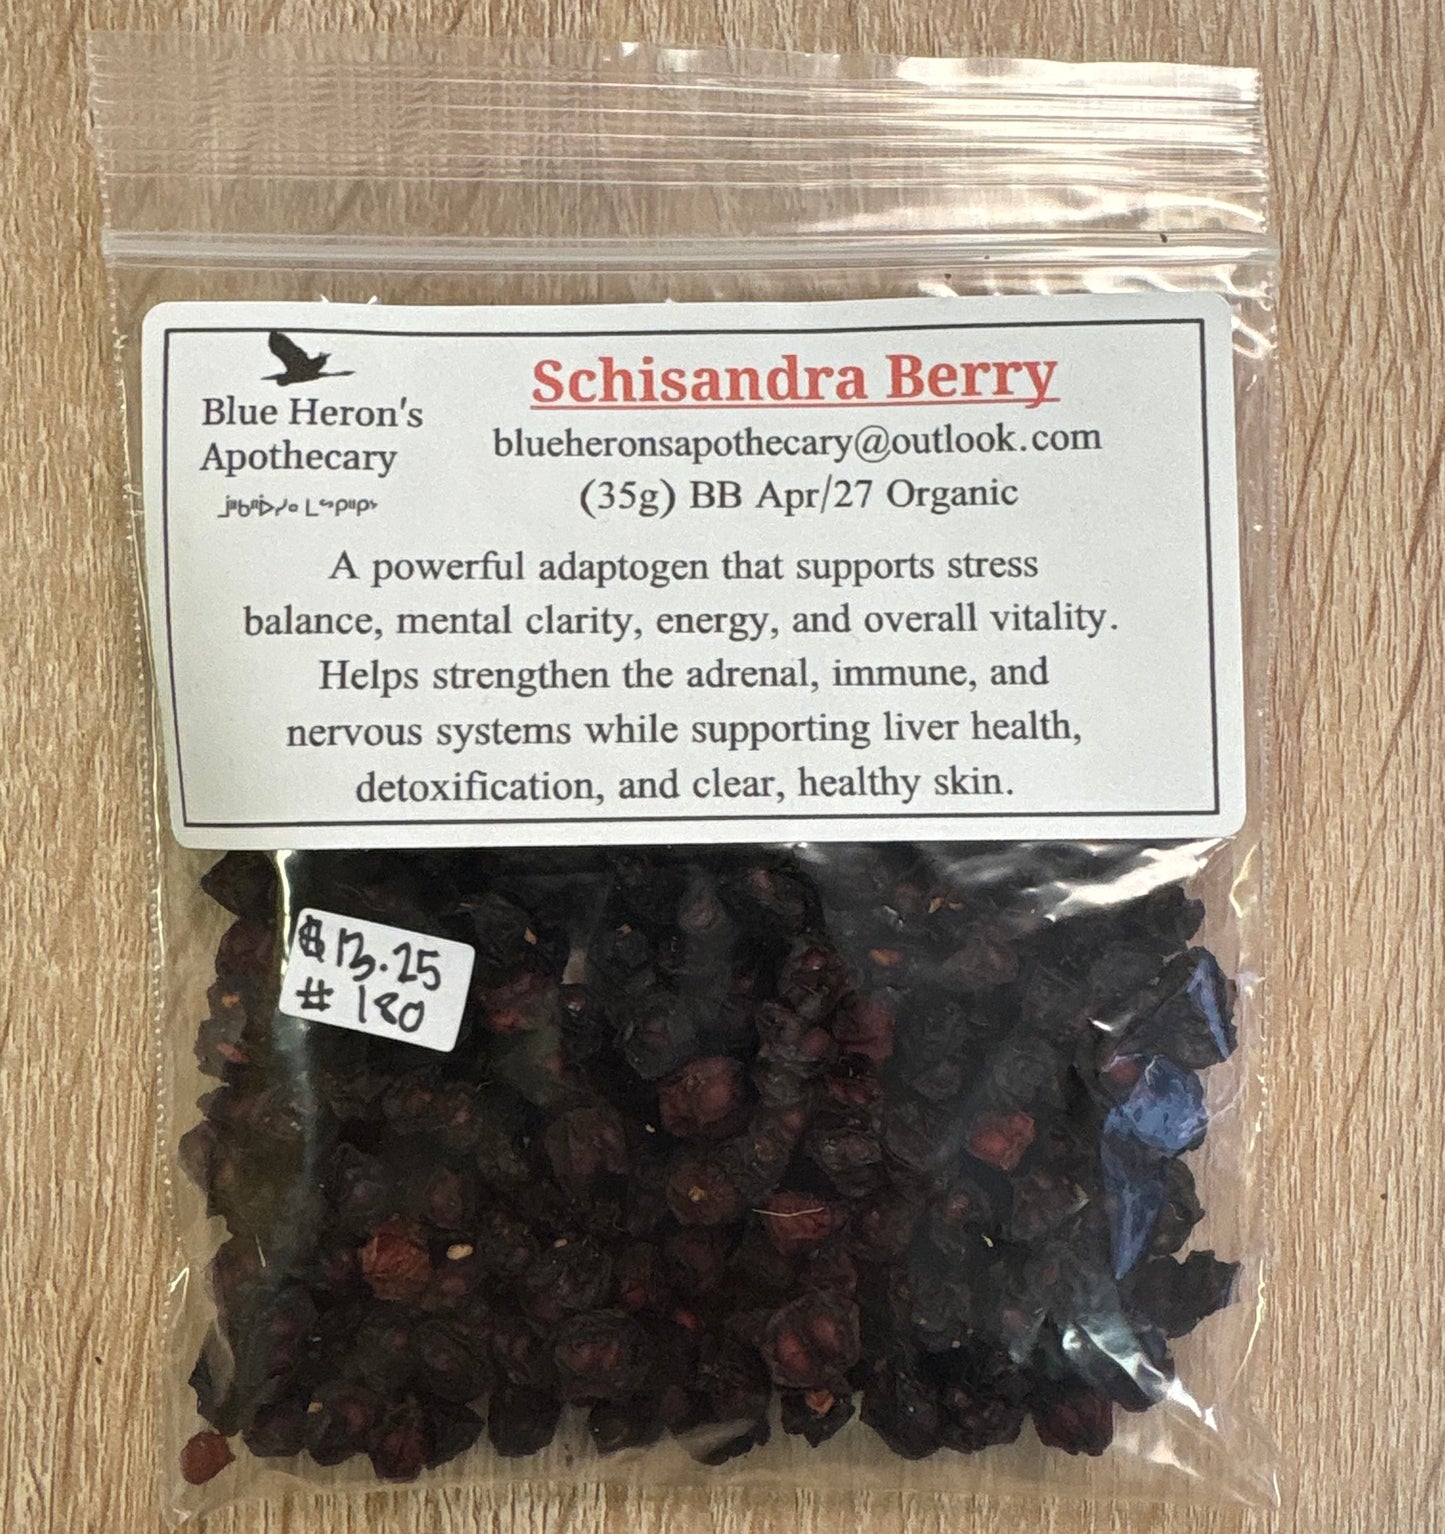 Schisandra Berry
Blue Heron's
Apothecary
blueheronsapothecary@outlook.com
(35g) BB Apr/27 Organic
A powerful adaptogen that supports stress
balance, mental clarity, energy, and overall vitality.
Helps strengthen the adrenal, immune, and
nervous systems while supporting liver health,
detoxification, and clear, healthy skin.
$13.25
# 180